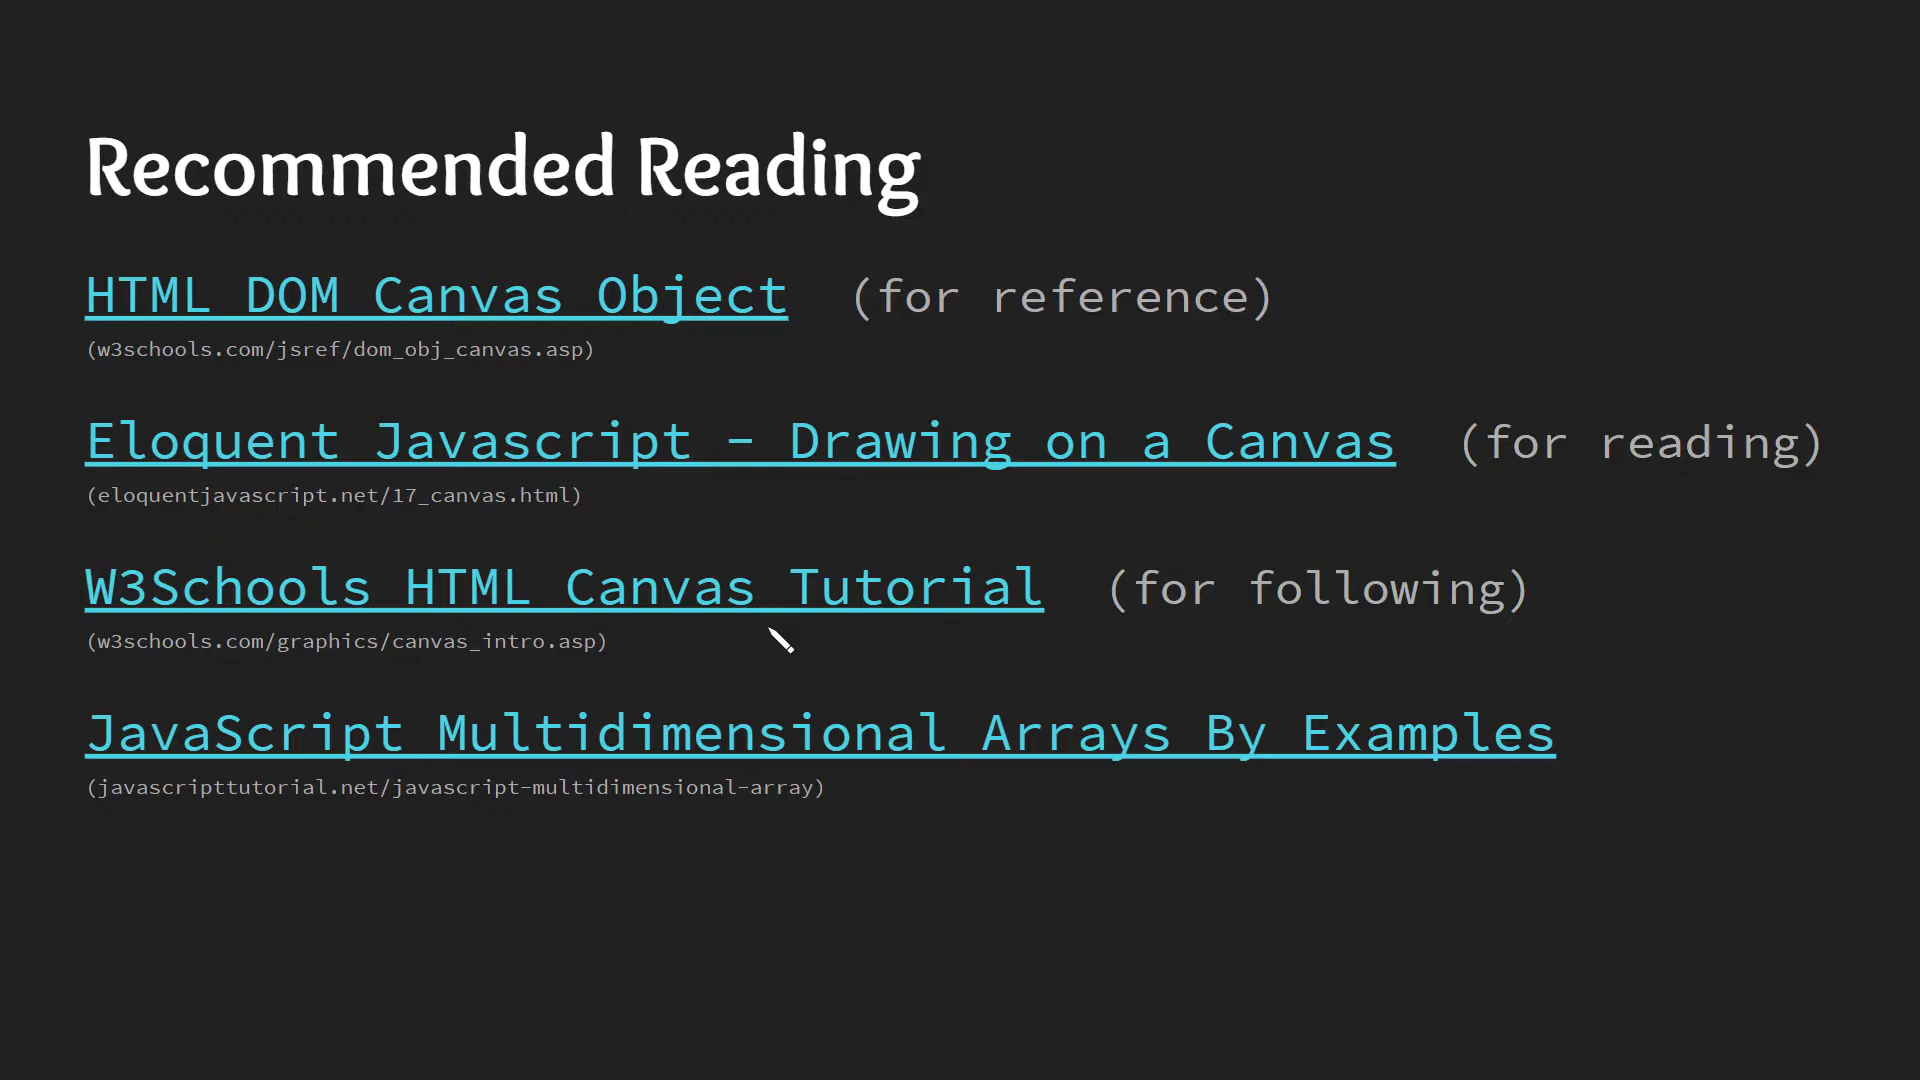 Recommended Reading
HTML DOM Canvas Object (for reference)
(w3schools.com/jsref/dom_obj_canvas.asp)
Eloquent Javascript - Drawing on a Canvas (for reading)
(eloquentjavascript.net/17_canvas.html)
W3Schools HTML Canvas Tutorial (for following)
(w3schools.com/graphics/canvas_intro.asp)
JavaScript Multidimensional Arrays By Examples
(javascripttutorial.net/javascript-multidimensional-array)